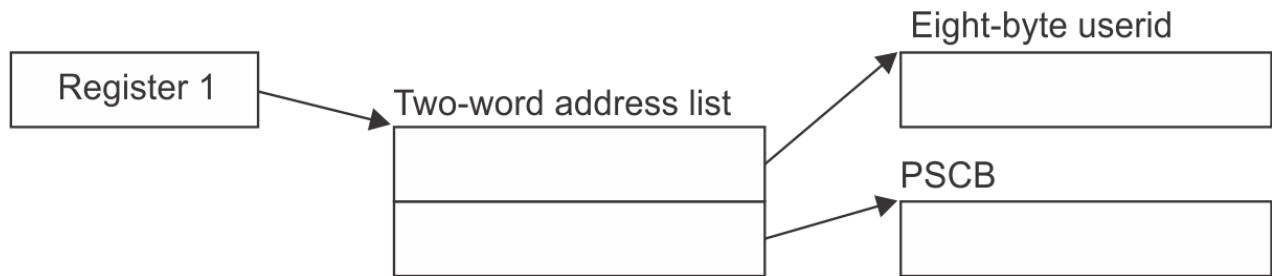 Eight-byte userid
Register 1
Two-word address list
PSCB